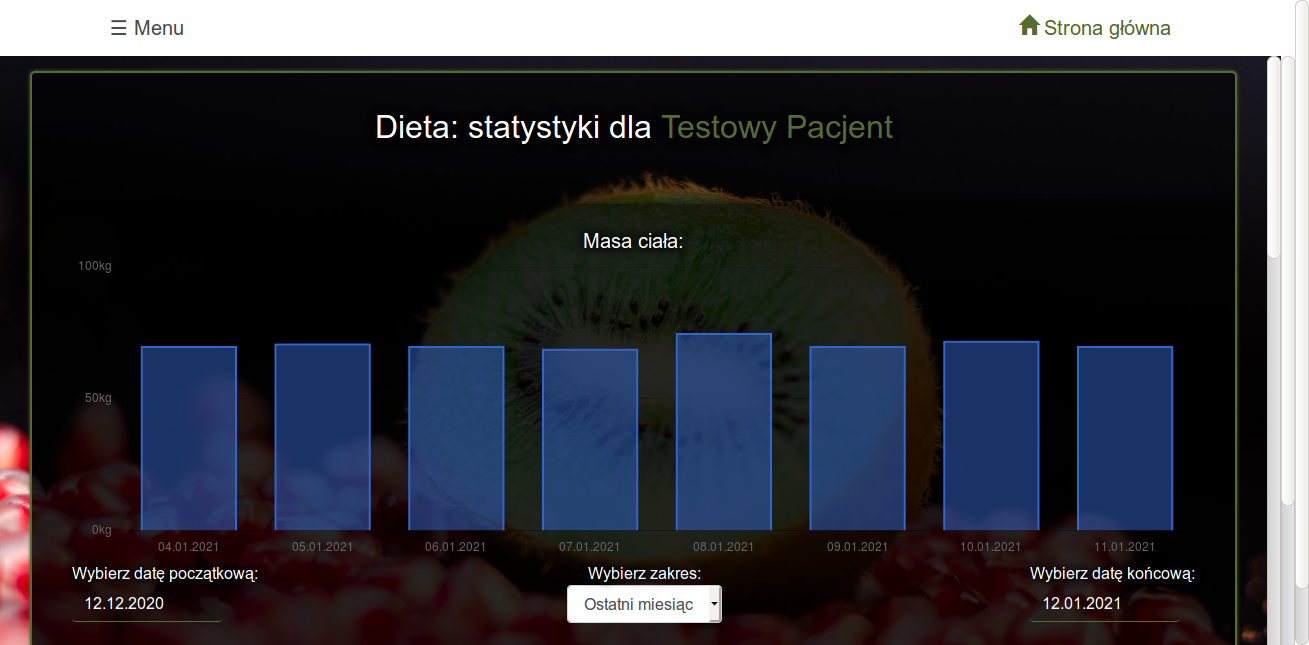 ☰ Menu
Strona główna
Dieta: statystyki dla Testowy Pacjent
Masa ciała:
100kg
50kg
0kg
04.01.2021 05.01.2021 06.01.2021 07.01.2021 08.01.2021 09.01.2021 10.01.2021 11.01.2021
Wybierz datę początkową:
12.12.2020
Wybierz zakres:
Ostatni miesiąc
Wybierz datę końcową:
12.01.2021